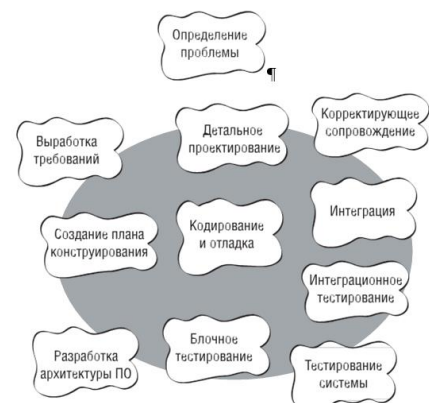 Определение
проблемы
¶
Выработка
требований
Детальное
проектирование
Корректирующее
сопровождение
Создание плана
конструирования
Кодирование
и отладка
Интеграция
Интеграционное
тестирование
Разработка
архитектуры ПО
Блочное
тестирование
Тестирование
системы